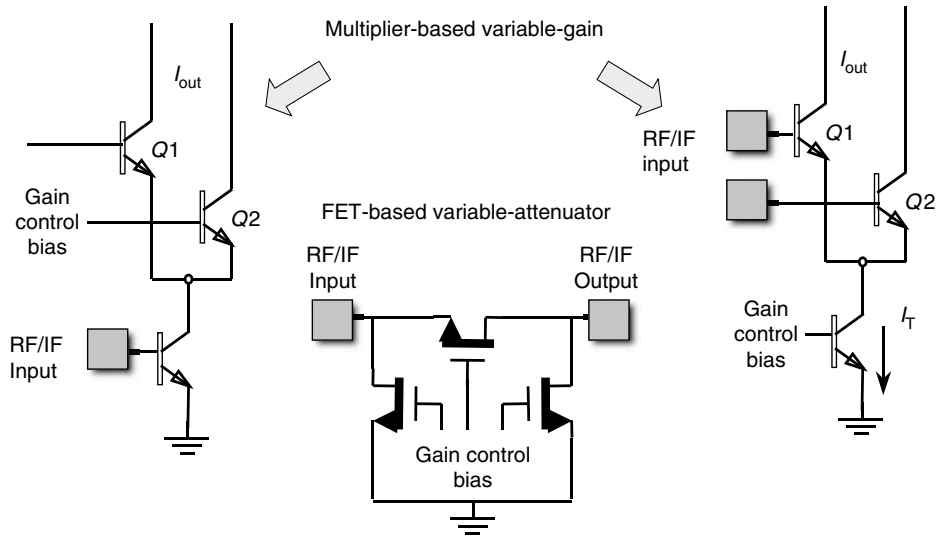 Multiplier-based variable-gain
I_out
Q1
Gain
control
bias
Q2
RF/IF
Input
FET-based variable-attenuator
RF/IF
Input
RF/IF
Output
Gain control
bias
I_out
RF/IF
input
Q1
Q2
Gain
control
bias
I_T